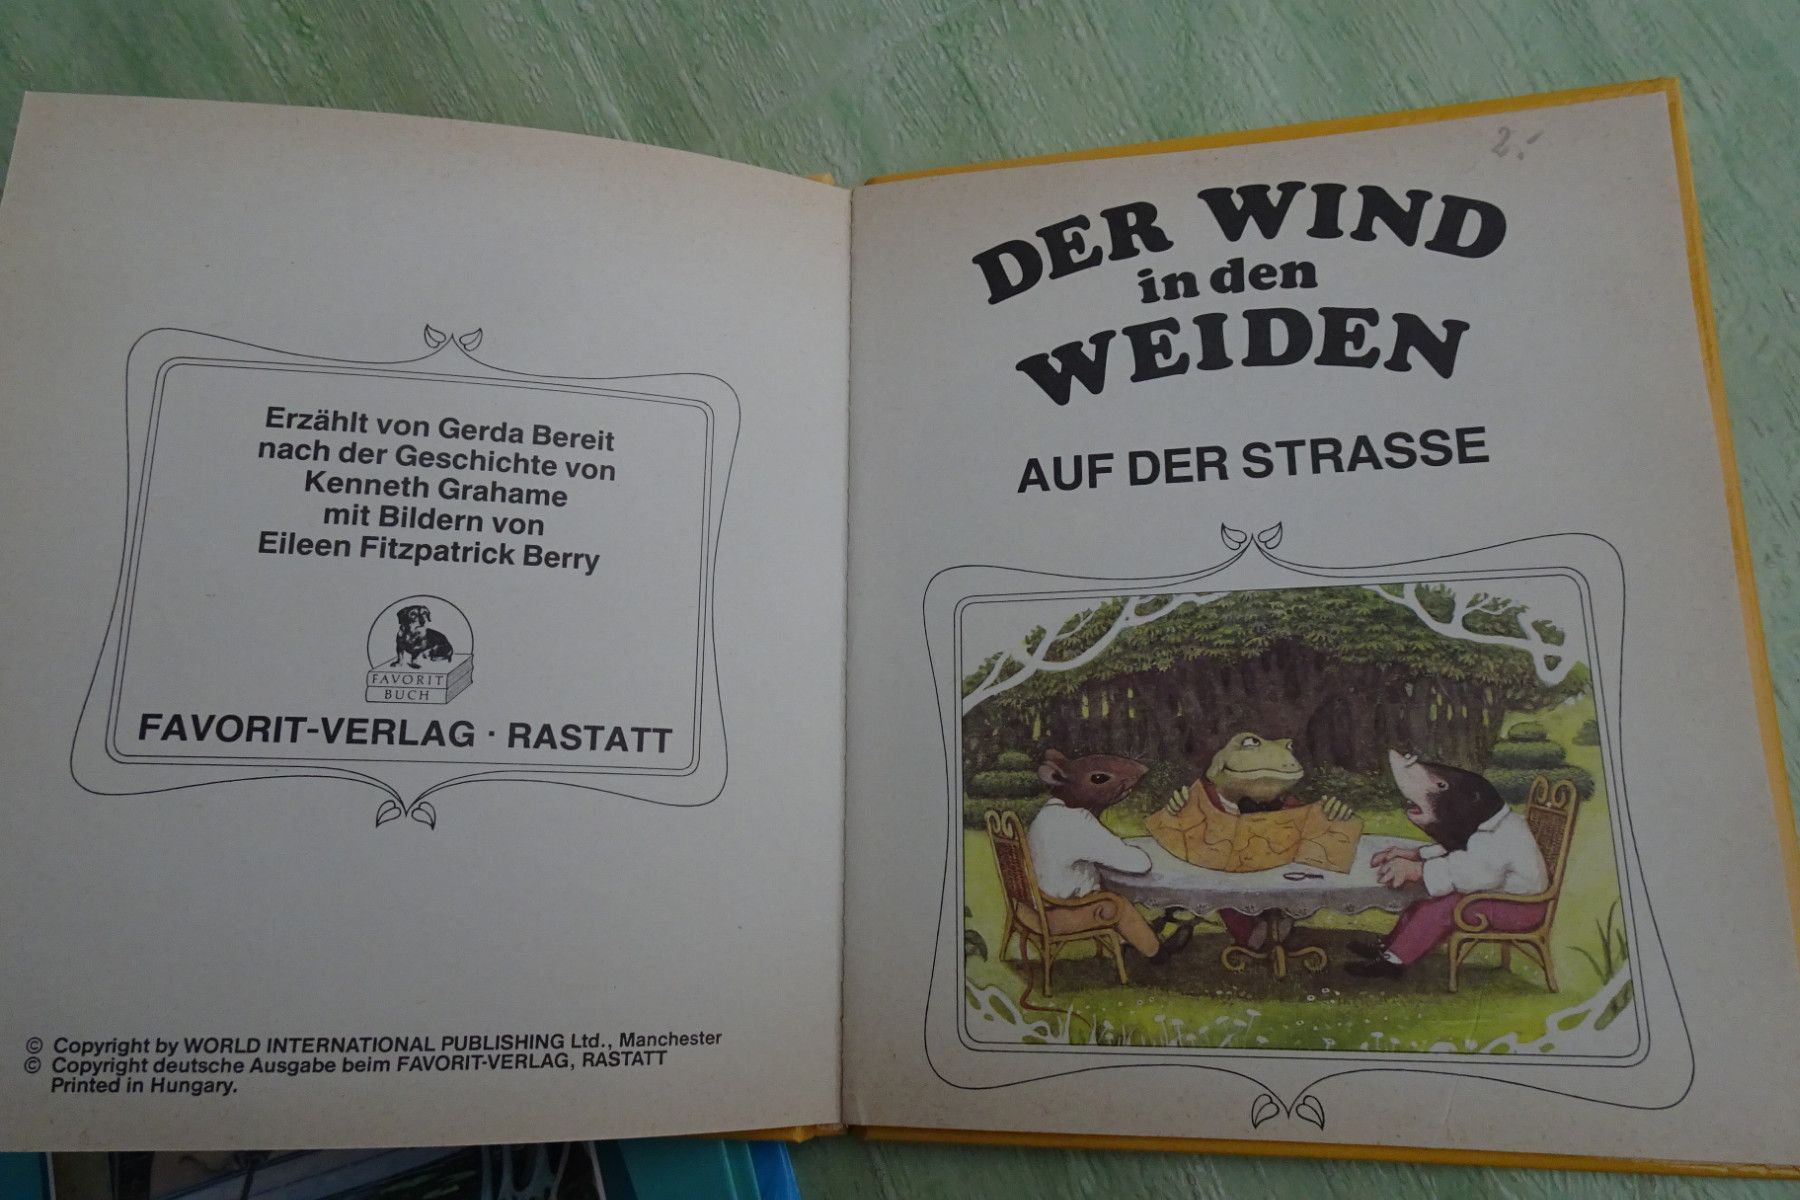 Erzählt von Gerda Bereit
nach der Geschichte von
Kenneth Grahame
mit Bildern von
Eileen Fitzpatrick Berry
FAVORIT
BUCH
FAVORIT-VERLAG · RASTATT
© Copyright by WORLD INTERNATIONAL PUBLISHING Ltd., Manchester
© Copyright deutsche Ausgabe beim FAVORIT-VERLAG, RASTATT
Printed in Hungary.
2,-
DER WIND
in den
WEIDEN
AUF DER STRASSE